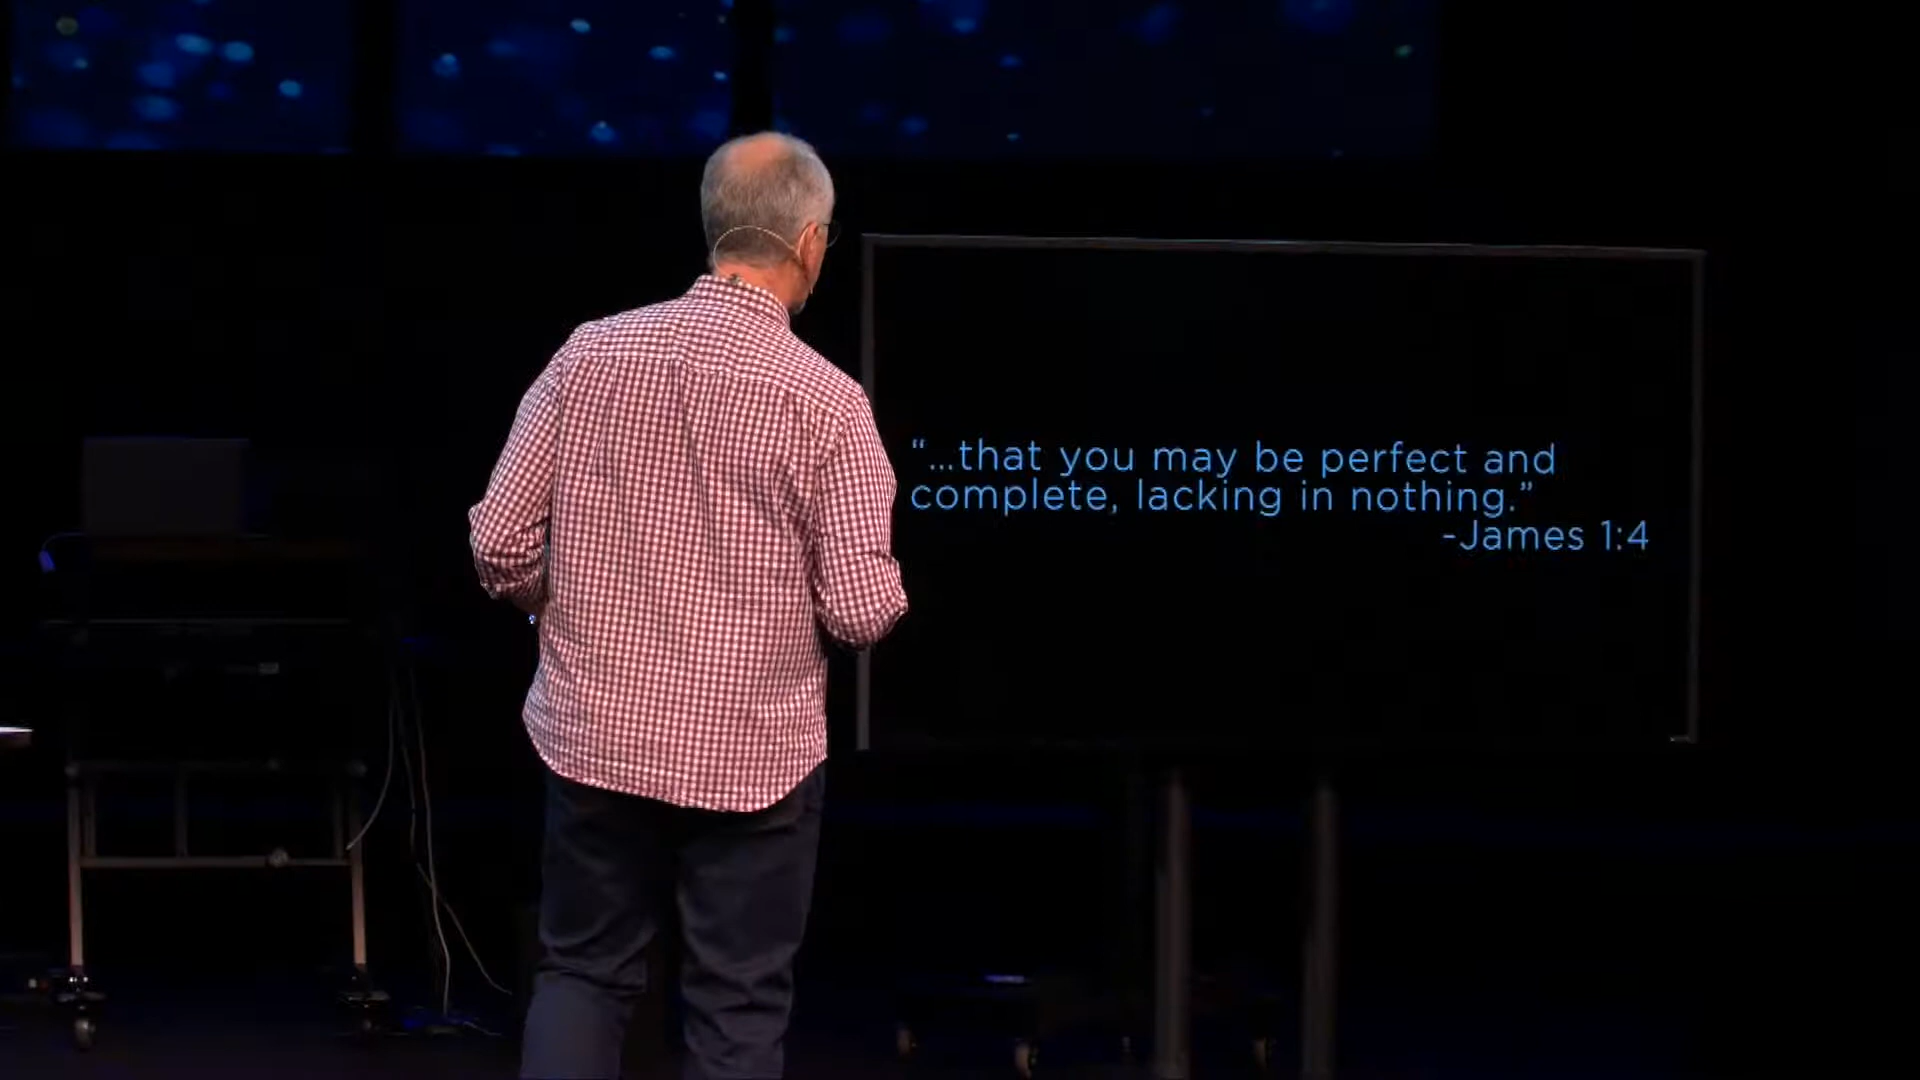 “...that you may be perfect and
complete, lacking in nothing.”
-James 1:4